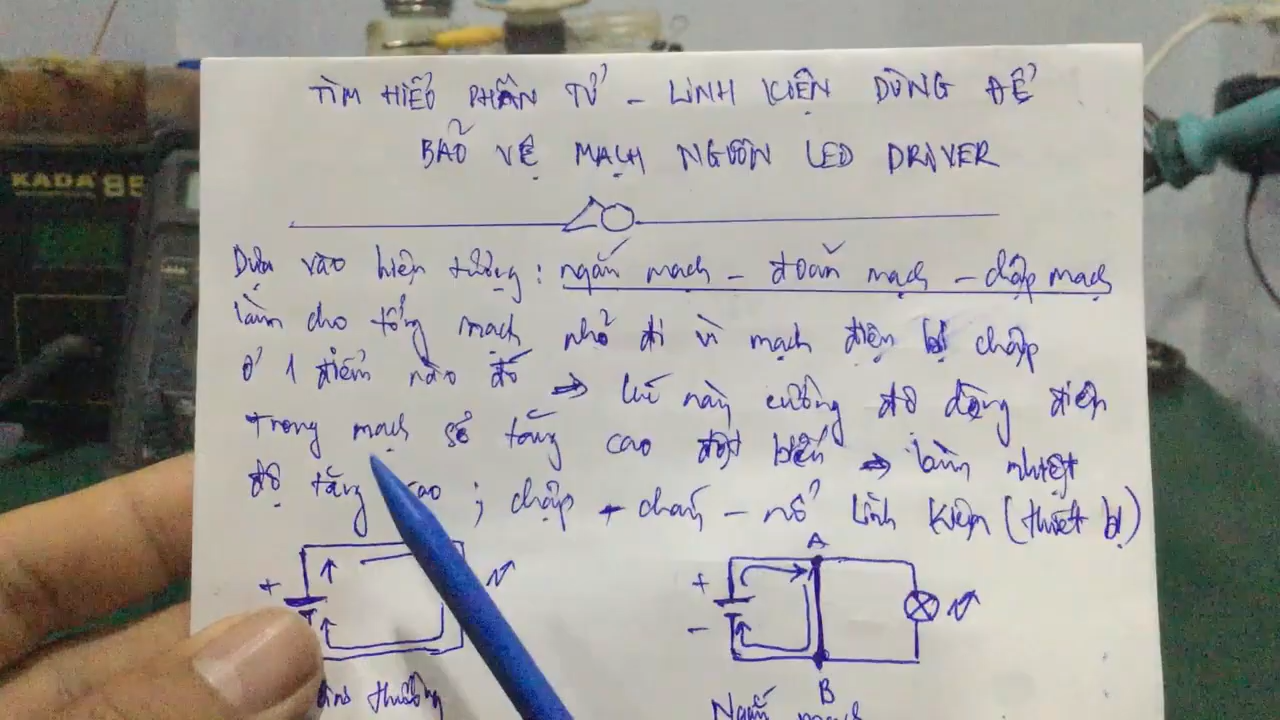 TÌM HIỂU PHẦN TỬ - LINH KIỆN DÙNG ĐỂ
BẢO VỆ MẠCH NGUỒN LED DRIVER
KADA 85
Dựa vào hiện tượng: ngắn mạch - đoản mạch - chập mạch
làm cho tổng mạch nhỏ đi vì mạch điện bị chập
ở 1 điểm nào đó ⇒ lúc này cường độ dòng điện
trong mạch sẽ tăng cao đột biến ⇒ làm nhiệt
độ tăng cao; chập - cháy - nổ linh kiện (thiết bị)
A
+
+
-
B
thường
Ngắn mạch